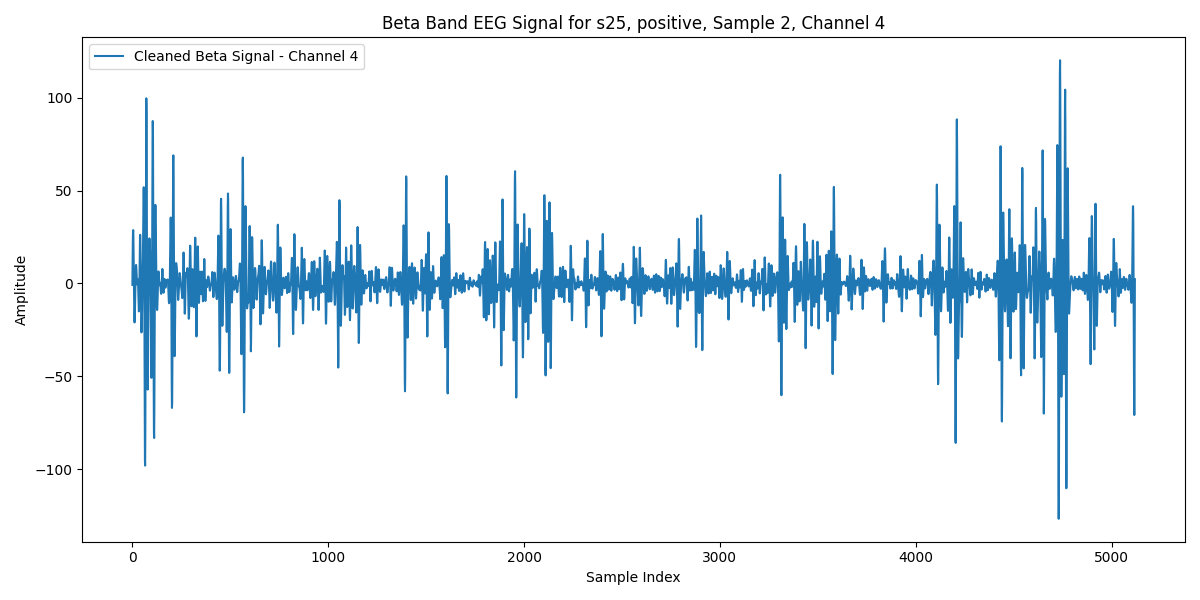 Beta Band EEG Signal for s25, positive, Sample 2, Channel 4
Cleaned Beta Signal - Channel 4
Amplitude
100
50
0
−50
−100
0 1000 2000 3000 4000 5000
Sample Index